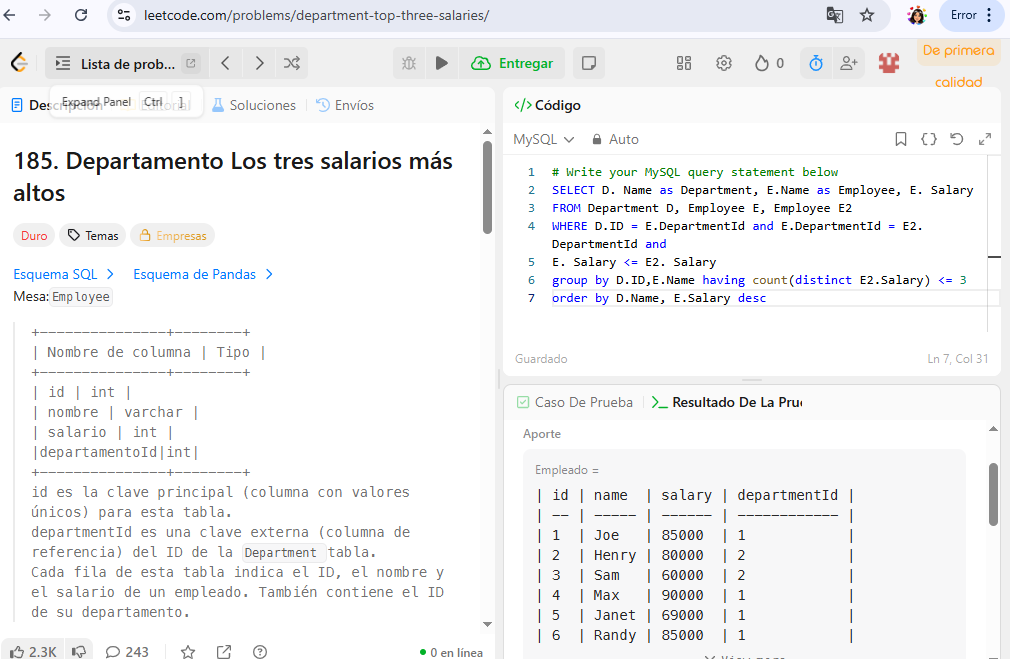 leetcode.com/problems/department-top-three-salaries/
Error
Lista de prob...
Entregar
0
De primera
calidad
Expand Panel Ctrl ]
Soluciones
Envíos
185. Departamento Los tres salarios más
altos
Duro
Temas
Empresas
Esquema SQL
Esquema de Pandas
Mesa: Employee
+---------------+--------+
| Nombre de columna | Tipo |
+---------------+--------+
| id | int |
| nombre | varchar |
| salario | int |
|departamentoId|int|
+---------------+--------+
id es la clave principal (columna con valores
únicos) para esta tabla.
departmentId es una clave externa (columna de
referencia) del ID de la Department tabla.
Cada fila de esta tabla indica el ID, el nombre y
el salario de un empleado. También contiene el ID
de su departamento.
2.3K
243
0 en línea
</> Código
MySQL
Auto
1 # Write your MySQL query statement below
2 SELECT D. Name as Department, E.Name as Employee, E. Salary
3 FROM Department D, Employee E, Employee E2
4 WHERE D.ID = E.DepartmentId and E.DepartmentId = E2.
DepartmentId and
5 E. Salary <= E2. Salary
6 group by D.ID,E.Name having count(distinct E2.Salary) <= 3
7 order by D.Name, E.Salary desc
Guardado
Ln 7, Col 31
Caso De Prueba
>_ Resultado De La
Aporte
Empleado =
| id | name  | salary | departmentId |
| -- | ----- | ------ | ------------ |
| 1  | Joe   | 85000  | 1            |
| 2  | Henry | 80000  | 2            |
| 3  | Sam   | 60000  | 2            |
| 4  | Max   | 90000  | 1            |
| 5  | Janet | 69000  | 1            |
| 6  | Randy | 85000  | 1            |